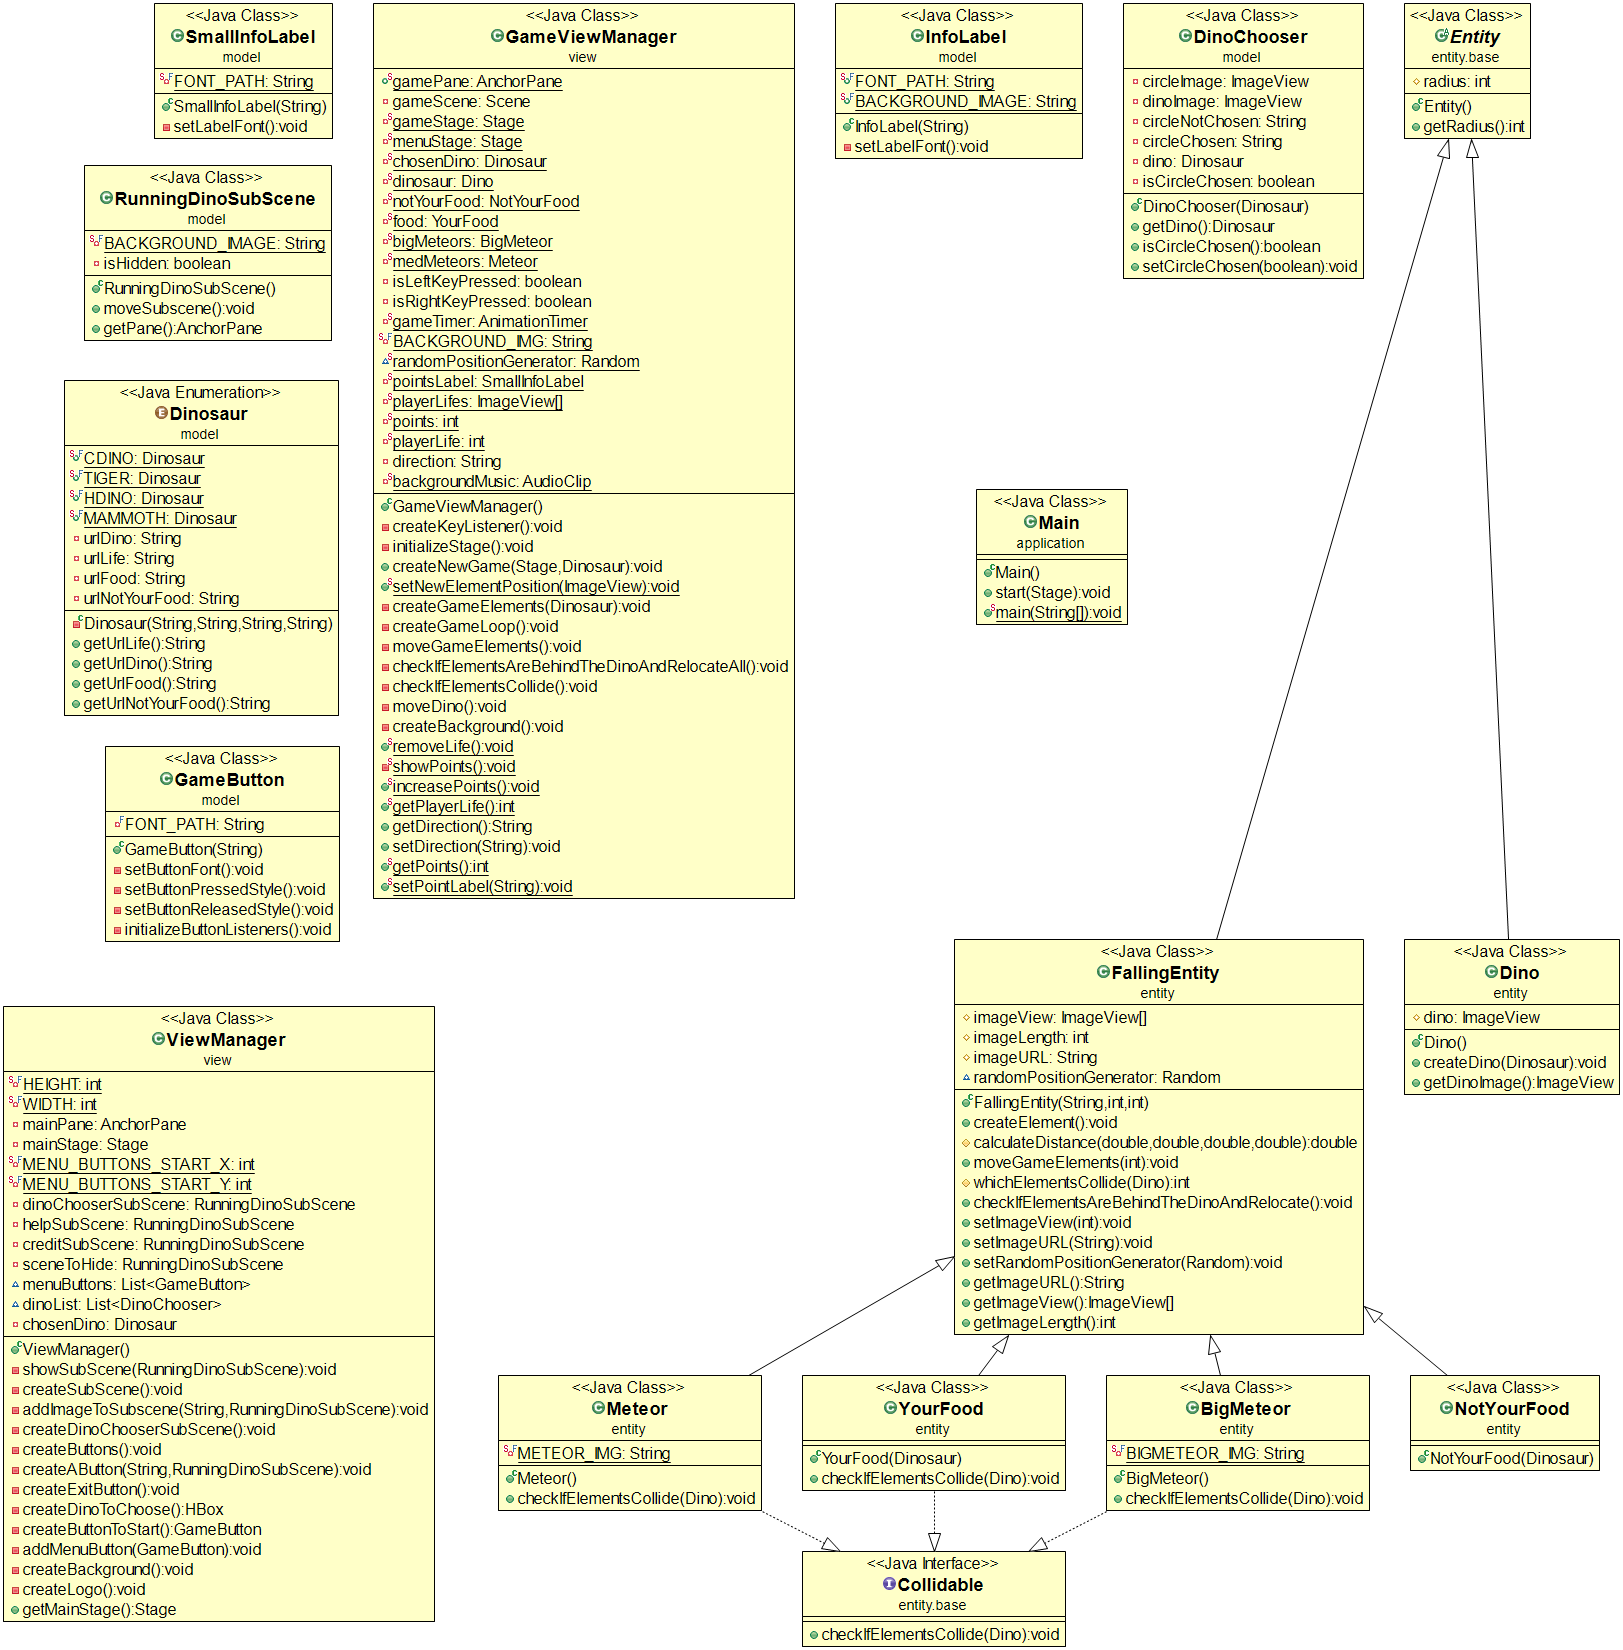 <<Java Class>>
SmallInfoLabel
model
FONT_PATH: String
SmallInfoLabel(String)
setLabelFont():void
<<Java Class>>
GameViewManager
view
gamePane: AnchorPane
gameScene: Scene
gameStage: Stage
menuStage: Stage
chosenDino: Dinosaur
dinosaur: Dino
notYourFood: NotYourFood
food: YourFood
bigMeteors: BigMeteor
medMeteors: Meteor
isLeftKeyPressed: boolean
isRightKeyPressed: boolean
gameTimer: AnimationTimer
BACKGROUND_IMG: String
randomPositionGenerator: Random
pointsLabel: SmallInfoLabel
playerLifes: ImageView[]
points: int
playerLife: int
direction: String
backgroundMusic: AudioClip
GameViewManager()
createKeyListener():void
initializeStage():void
createNewGame(Stage,Dinosaur):void
setNewElementPosition(ImageView):void
createGameElements(Dinosaur):void
createGameLoop():void
moveGameElements():void
checkIfElementsAreBehindTheDinoAndRelocateAll():void
checkIfElementsCollide():void
moveDino():void
createBackground():void
removeLife():void
showPoints():void
increasePoints():void
getPlayerLife():int
getDirection():String
setDirection(String):void
getPoints():int
setPointLabel(String):void
<<Java Class>>
InfoLabel
model
FONT_PATH: String
BACKGROUND_IMAGE: String
InfoLabel(String)
setLabelFont():void
<<Java Class>>
DinoChooser
model
circleImage: ImageView
dinoImage: ImageView
circleNotChosen: String
circleChosen: String
dino: Dinosaur
isCircleChosen: boolean
DinoChooser(Dinosaur)
getDino():Dinosaur
isCircleChosen():boolean
setCircleChosen(boolean):void
<<Java Class>>
Entity
entity.base
radius: int
Entity()
getRadius():int
<<Java Class>>
RunningDinoSubScene
model
BACKGROUND_IMAGE: String
isHidden: boolean
RunningDinoSubScene()
moveSubscene():void
getPane():AnchorPane
<<Java Enumeration>>
Dinosaur
model
CDINO: Dinosaur
TIGER: Dinosaur
HDINO: Dinosaur
MAMMOTH: Dinosaur
urlDino: String
urlLife: String
urlFood: String
urlNotYourFood: String
Dinosaur(String,String,String,String)
getUrlLife():String
getUrlDino():String
getUrlFood():String
getUrlNotYourFood():String
<<Java Class>>
Main
application
Main()
start(Stage):void
main(String[]):void
<<Java Class>>
GameButton
model
FONT_PATH: String
GameButton(String)
setButtonFont():void
setButtonPressedStyle():void
setButtonReleasedStyle():void
initializeButtonListeners():void
<<Java Class>>
FallingEntity
entity
imageView: ImageView[]
imageLength: int
imageURL: String
randomPositionGenerator: Random
FallingEntity(String,int,int)
createElement():void
calculateDistance(double,double,double,double):double
moveGameElements(int):void
whichElementsCollide(Dino):int
checkIfElementsAreBehindTheDinoAndRelocate():void
setImageView(int):void
setImageURL(String):void
setRandomPositionGenerator(Random):void
getImageURL():String
getImageView():ImageView[]
getImageLength():int
<<Java Class>>
Dino
entity
dino: ImageView
Dino()
createDino(Dinosaur):void
getDinoImage():ImageView
<<Java Class>>
ViewManager
view
HEIGHT: int
WIDTH: int
mainPane: AnchorPane
mainStage: Stage
MENU_BUTTONS_START_X: int
MENU_BUTTONS_START_Y: int
dinoChooserSubScene: RunningDinoSubScene
helpSubScene: RunningDinoSubScene
creditSubScene: RunningDinoSubScene
sceneToHide: RunningDinoSubScene
menuButtons: List<GameButton>
dinoList: List<DinoChooser>
chosenDino: Dinosaur
ViewManager()
showSubScene(RunningDinoSubScene):void
createSubScene():void
addImageToSubscene(String,RunningDinoSubScene):void
createDinoChooserSubScene():void
createButtons():void
createAButton(String,RunningDinoSubScene):void
createExitButton():void
createDinoToChoose():HBox
createButtonToStart():GameButton
addMenuButton(GameButton):void
createBackground():void
createLogo():void
getMainStage():Stage
<<Java Class>>
Meteor
entity
METEOR_IMG: String
Meteor()
checkIfElementsCollide(Dino):void
<<Java Class>>
YourFood
entity
YourFood(Dinosaur)
checkIfElementsCollide(Dino):void
<<Java Class>>
BigMeteor
entity
BIGMETEOR_IMG: String
BigMeteor()
checkIfElementsCollide(Dino):void
<<Java Class>>
NotYourFood
entity
NotYourFood(Dinosaur)
<<Java Interface>>
Collidable
entity.base
checkIfElementsCollide(Dino):void